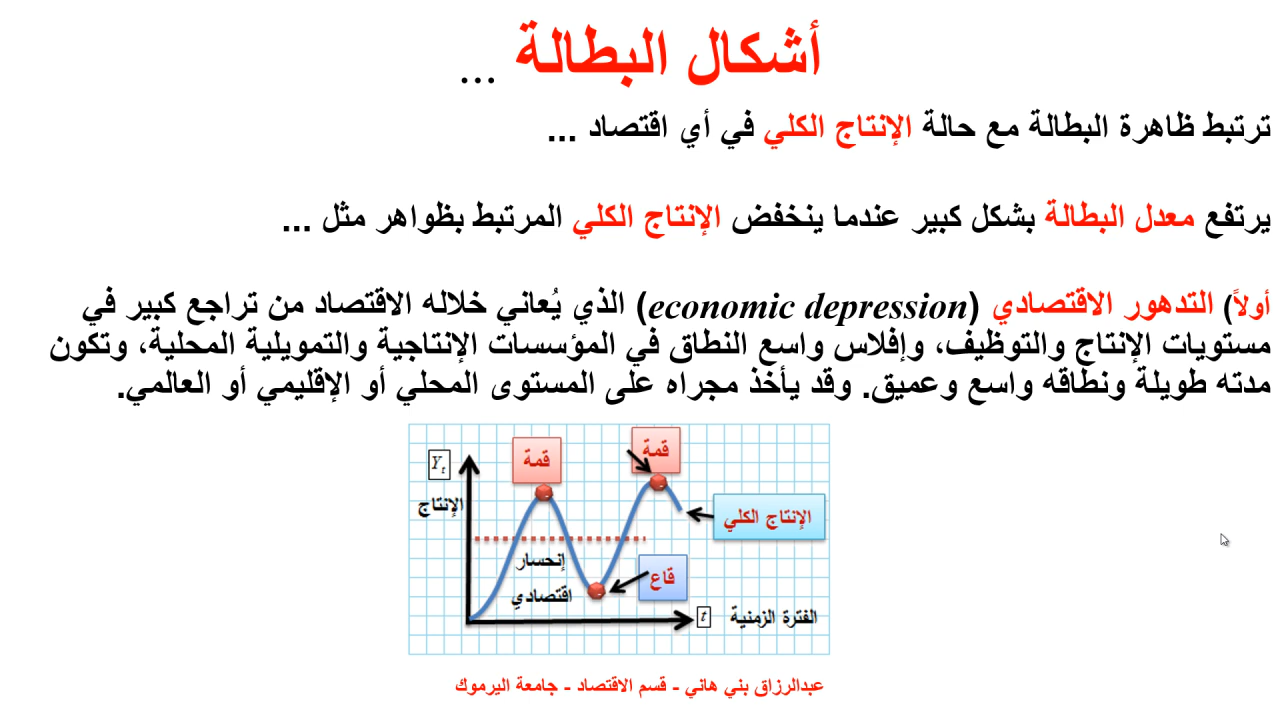 أشكال البطالة ...
ترتبط ظاهرة البطالة مع حالة الإنتاج الكلي في أي اقتصاد ...
يرتفع معدل البطالة بشكل كبير عندما ينخفض الإنتاج الكلي المرتبط بظواهر مثل ...
أولاً) التدهور الاقتصادي (economic depression) الذي يُعاني خلاله الاقتصاد من تراجع كبير في
مستويات الإنتاج والتوظيف، وإفلاس واسع النطاق في المؤسسات الإنتاجية والتمويلية المحلية، وتكون
مدته طويلة ونطاقه واسع وعميق. وقد يأخذ مجراه على المستوى المحلي أو الإقليمي أو العالمي.
قمة
قمة
Yt
الإنتاج
الإنتاج الكلي
إنحسار
اقتصادي
قاع
الفترة الزمنية
t
عبدالرزاق بني هاني - قسم الاقتصاد - جامعة اليرموك